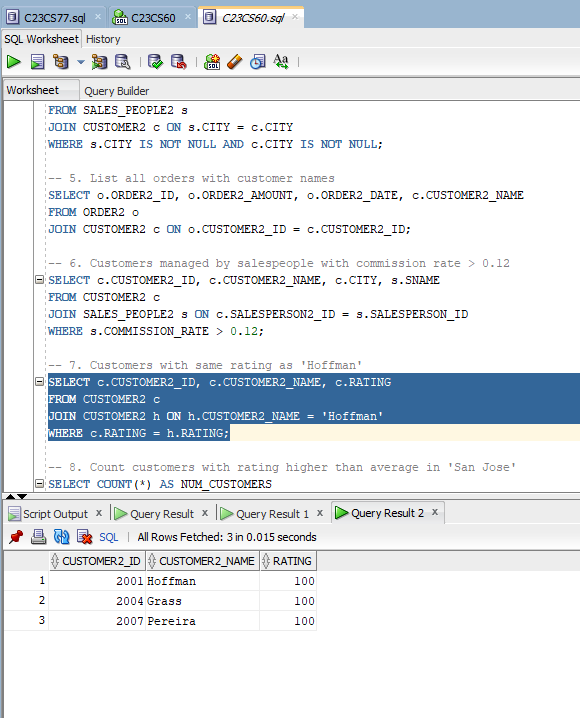 C23CS77.sql × C23CS60 × C23CS60.sql ×
SQL Worksheet History
Worksheet Query Builder
FROM SALES_PEOPLE2 s
JOIN CUSTOMER2 c ON s.CITY = c.CITY
WHERE s.CITY IS NOT NULL AND c.CITY IS NOT NULL;
-- 5. List all orders with customer names
SELECT o.ORDER2_ID, o.ORDER2_AMOUNT, o.ORDER2_DATE, c.CUSTOMER2_NAME
FROM ORDER2 o
JOIN CUSTOMER2 c ON o.CUSTOMER2_ID = c.CUSTOMER2_ID;
-- 6. Customers managed by salespeople with commission rate > 0.12
SELECT c.CUSTOMER2_ID, c.CUSTOMER2_NAME, c.CITY, s.SNAME
FROM CUSTOMER2 c
JOIN SALES_PEOPLE2 s ON c.SALESPERSON2_ID = s.SALESPERSON_ID
WHERE s.COMMISSION_RATE > 0.12;
-- 7. Customers with same rating as 'Hoffman'
SELECT c.CUSTOMER2_ID, c.CUSTOMER2_NAME, c.RATING
FROM CUSTOMER2 c
JOIN CUSTOMER2 h ON h.CUSTOMER2_NAME = 'Hoffman'
WHERE c.RATING = h.RATING;
-- 8. Count customers with rating higher than average in 'San Jose'
SELECT COUNT(*) AS NUM_CUSTOMERS
Script Output × Query Result × Query Result 1 × Query Result 2 ×
SQL | All Rows Fetched: 3 in 0.015 seconds
CUSTOMER2_ID CUSTOMER2_NAME RATING
1 2001 Hoffman 100
2 2004 Grass 100
3 2007 Pereira 100